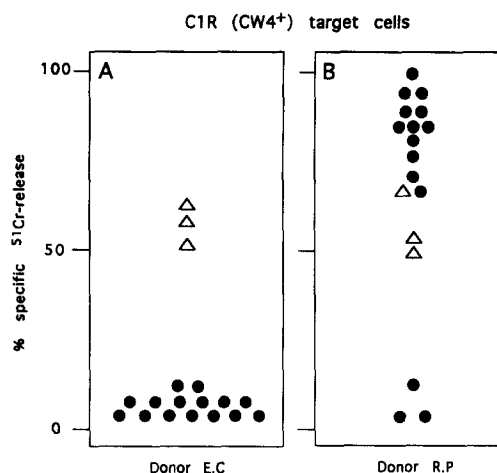 C1R (CW4⁺) target cells
A
B
100
50
0
% specific ⁵¹Cr-release
Donor E.C
Donor R.P